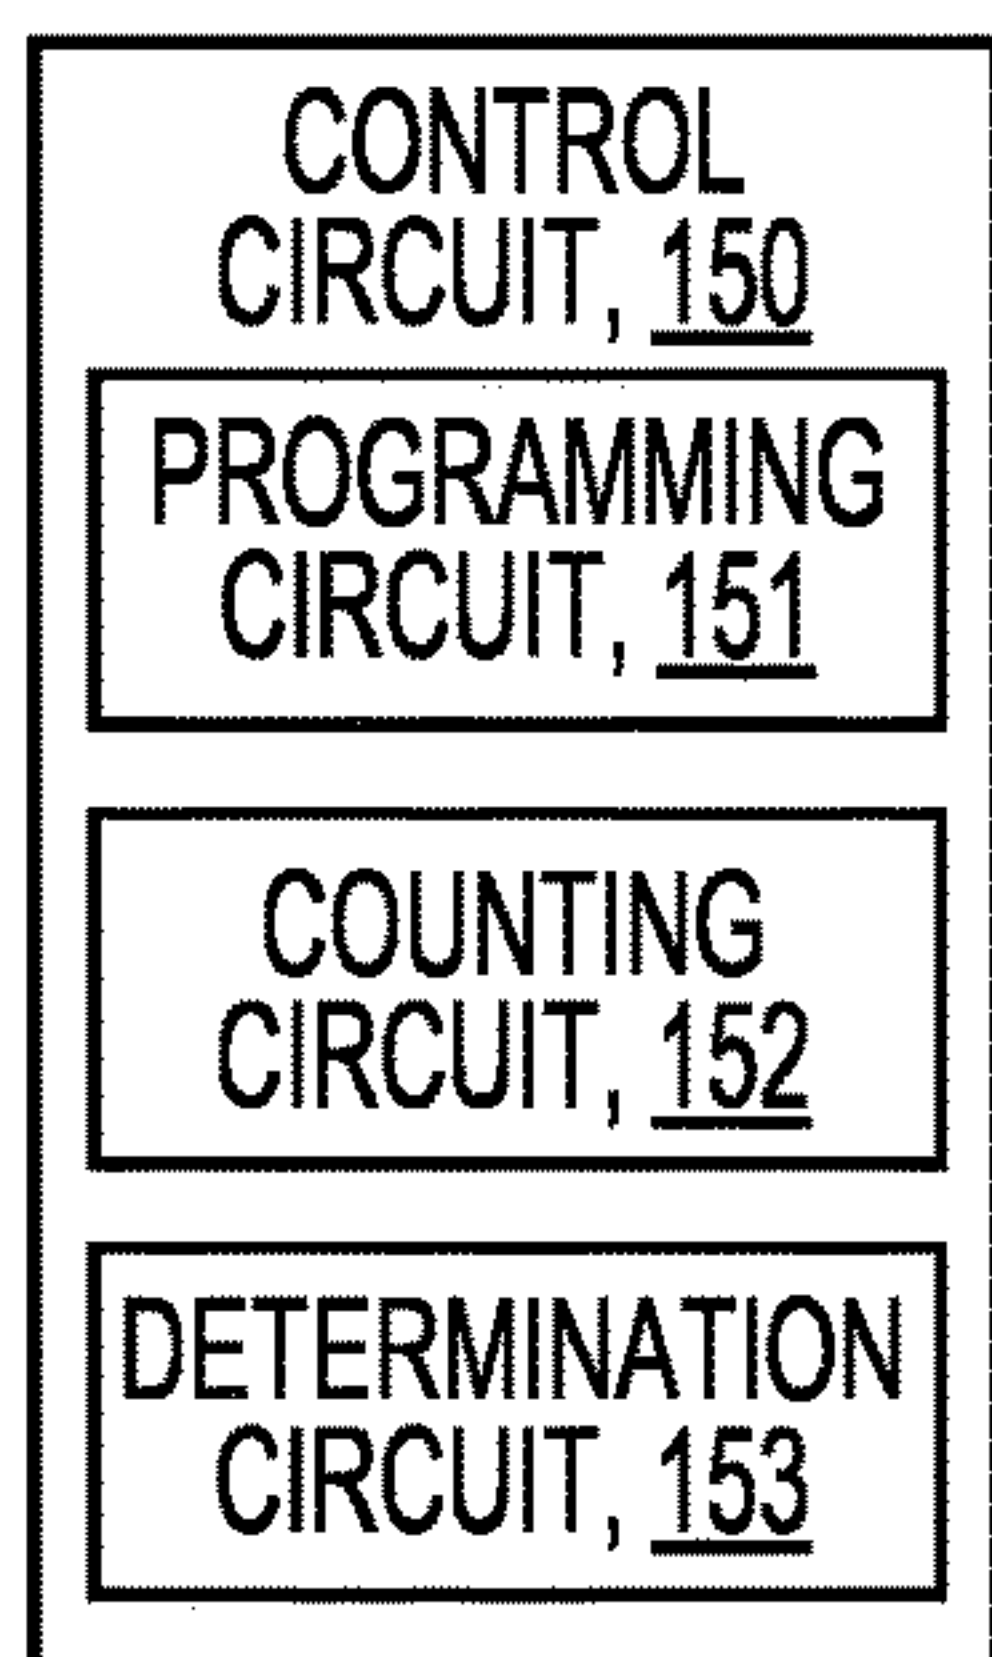 CONTROL
CIRCUIT, 150
PROGRAMMING
CIRCUIT, 151
COUNTING
CIRCUIT, 152
DETERMINATION
CIRCUIT, 153